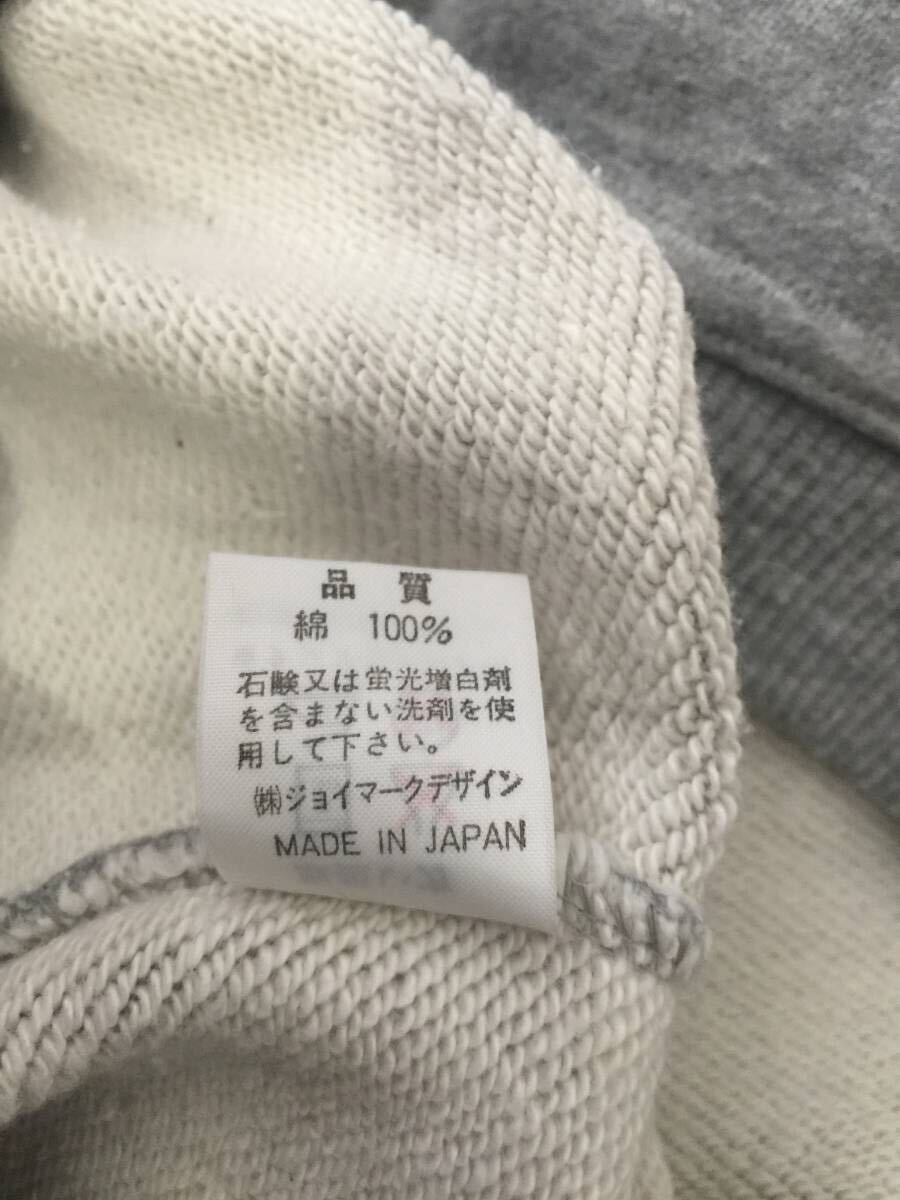 品 質
綿 100%
石験又は蛍光増白剤
を含まない洗剤を使
用して下さい。
㈱ジョイマークデザイン
MADE IN JAPAN